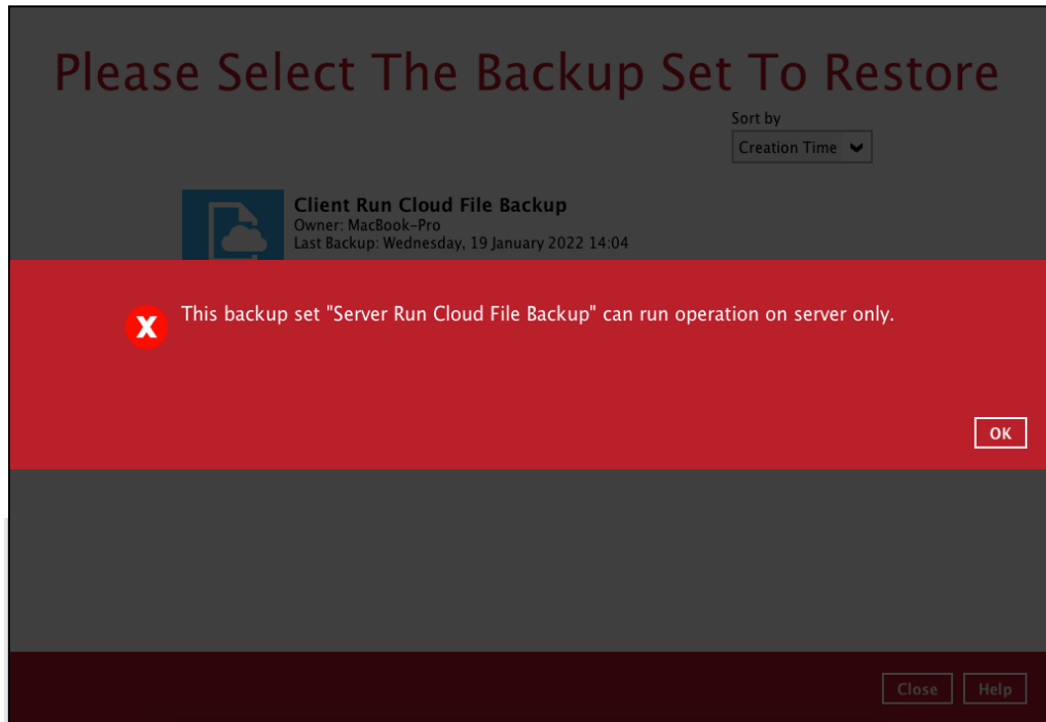 Please Select The Backup Set To Restore
Sort by
Creation Time
Client Run Cloud File Backup
Owner: MacBook-Pro
Last Backup: Wednesday, 19 January 2022 14:04
X
This backup set "Server Run Cloud File Backup" can run operation on server only.
OK
Close Help